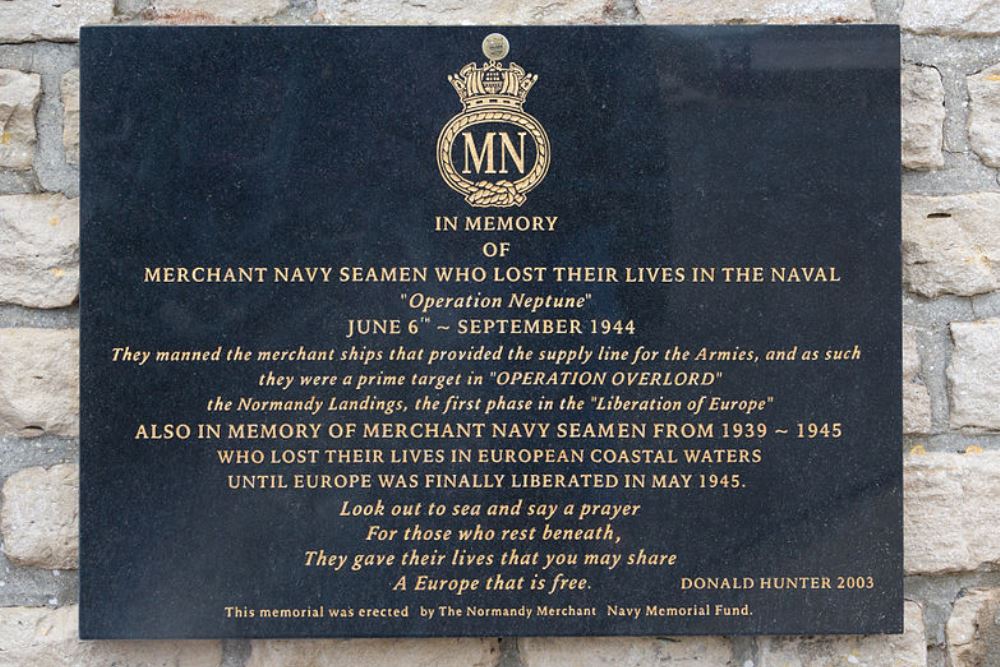 MN
IN MEMORY
OF
MERCHANT NAVY SEAMEN WHO LOST THEIR LIVES IN THE NAVAL
"Operation Neptune"
JUNE 6TH ~ SEPTEMBER 1944
They manned the merchant ships that provided the supply line for the Armies, and as such
they were a prime target in "OPERATION OVERLORD"
the Normandy Landings, the first phase in the "Liberation of Europe"
ALSO IN MEMORY OF MERCHANT NAVY SEAMEN FROM 1939 ~ 1945
WHO LOST THEIR LIVES IN EUROPEAN COASTAL WATERS
UNTIL EUROPE WAS FINALLY LIBERATED IN MAY 1945.
Look out to sea and say a prayer
For those who rest beneath,
They gave their lives that you may share
A Europe that is free. DONALD HUNTER 2003
This memorial was erected by The Normandy Merchant Navy Memorial Fund.